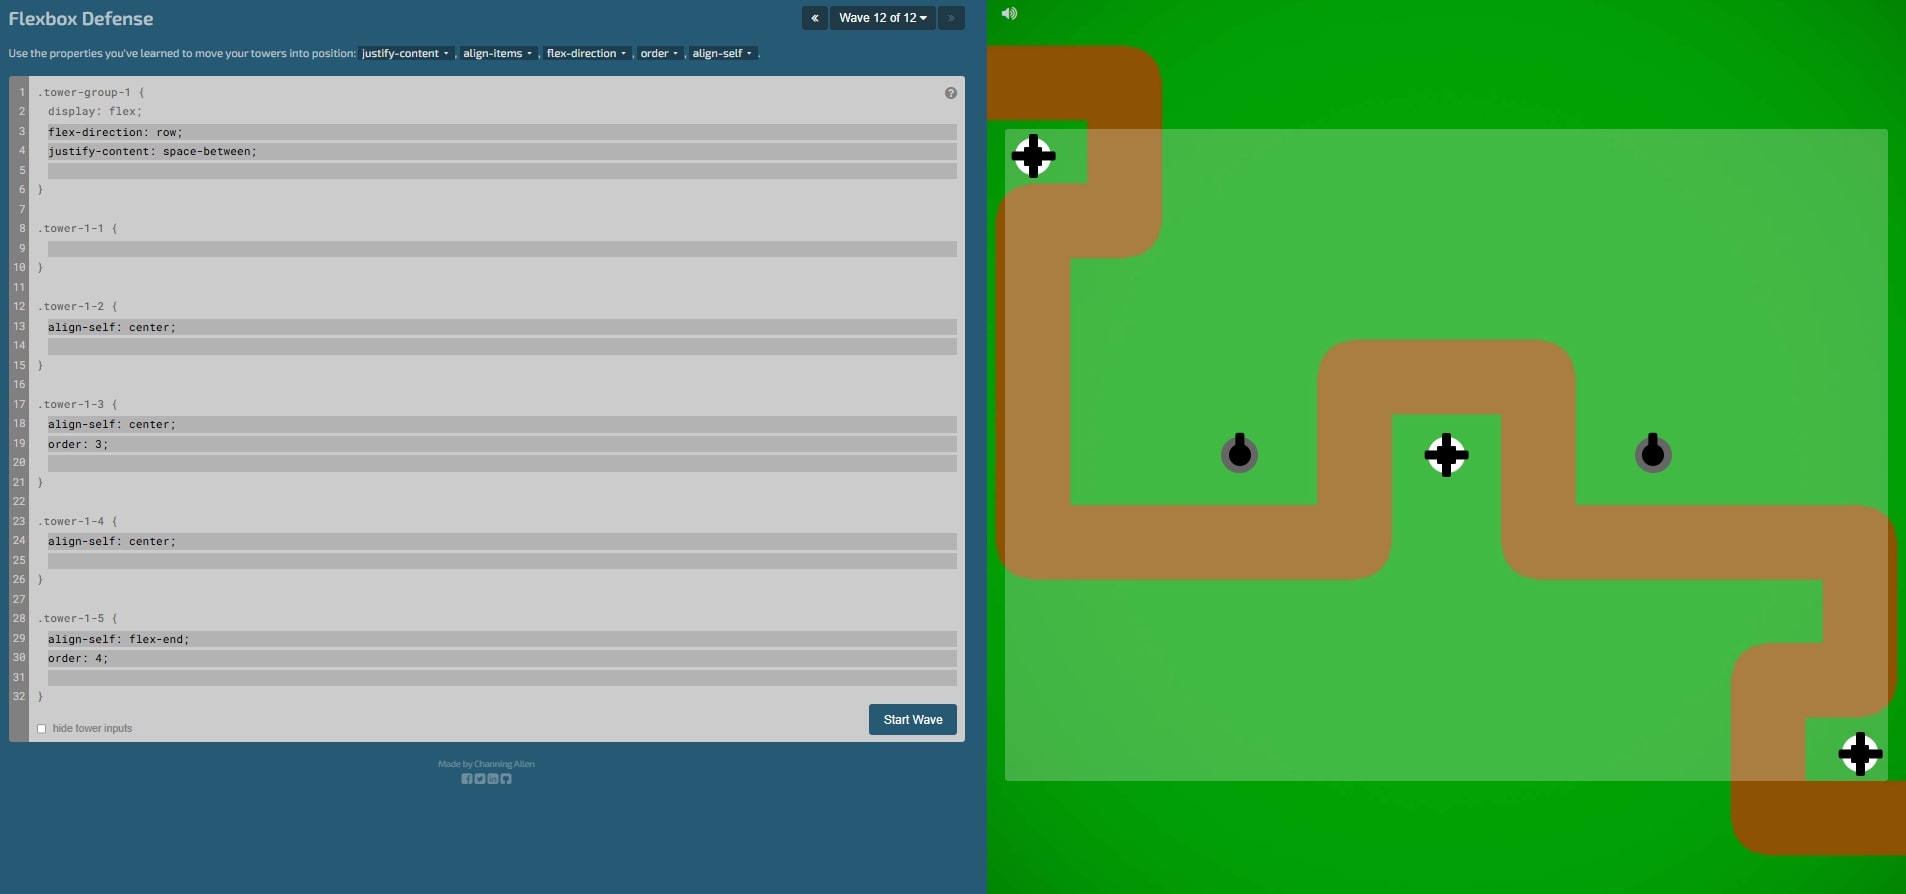 Flexbox Defense
« Wave 12 of 12 »
Use the properties you've learned to move your towers into position: justify-content , align-items , flex-direction , order , align-self .
1 .tower-group-1 {
2 display: flex;
3 flex-direction: row;
4 justify-content: space-between;
5
6 }
7
8 .tower-1-1 {
9
10 }
11
12 .tower-1-2 {
13 align-self: center;
14
15 }
16
17 .tower-1-3 {
18 align-self: center;
19 order: 3;
20
21 }
22
23 .tower-1-4 {
24 align-self: center;
25
26 }
27
28 .tower-1-5 {
29 align-self: flex-end;
30 order: 4;
31
32 }
hide tower inputs
Start Wave
Made by Channing Allen